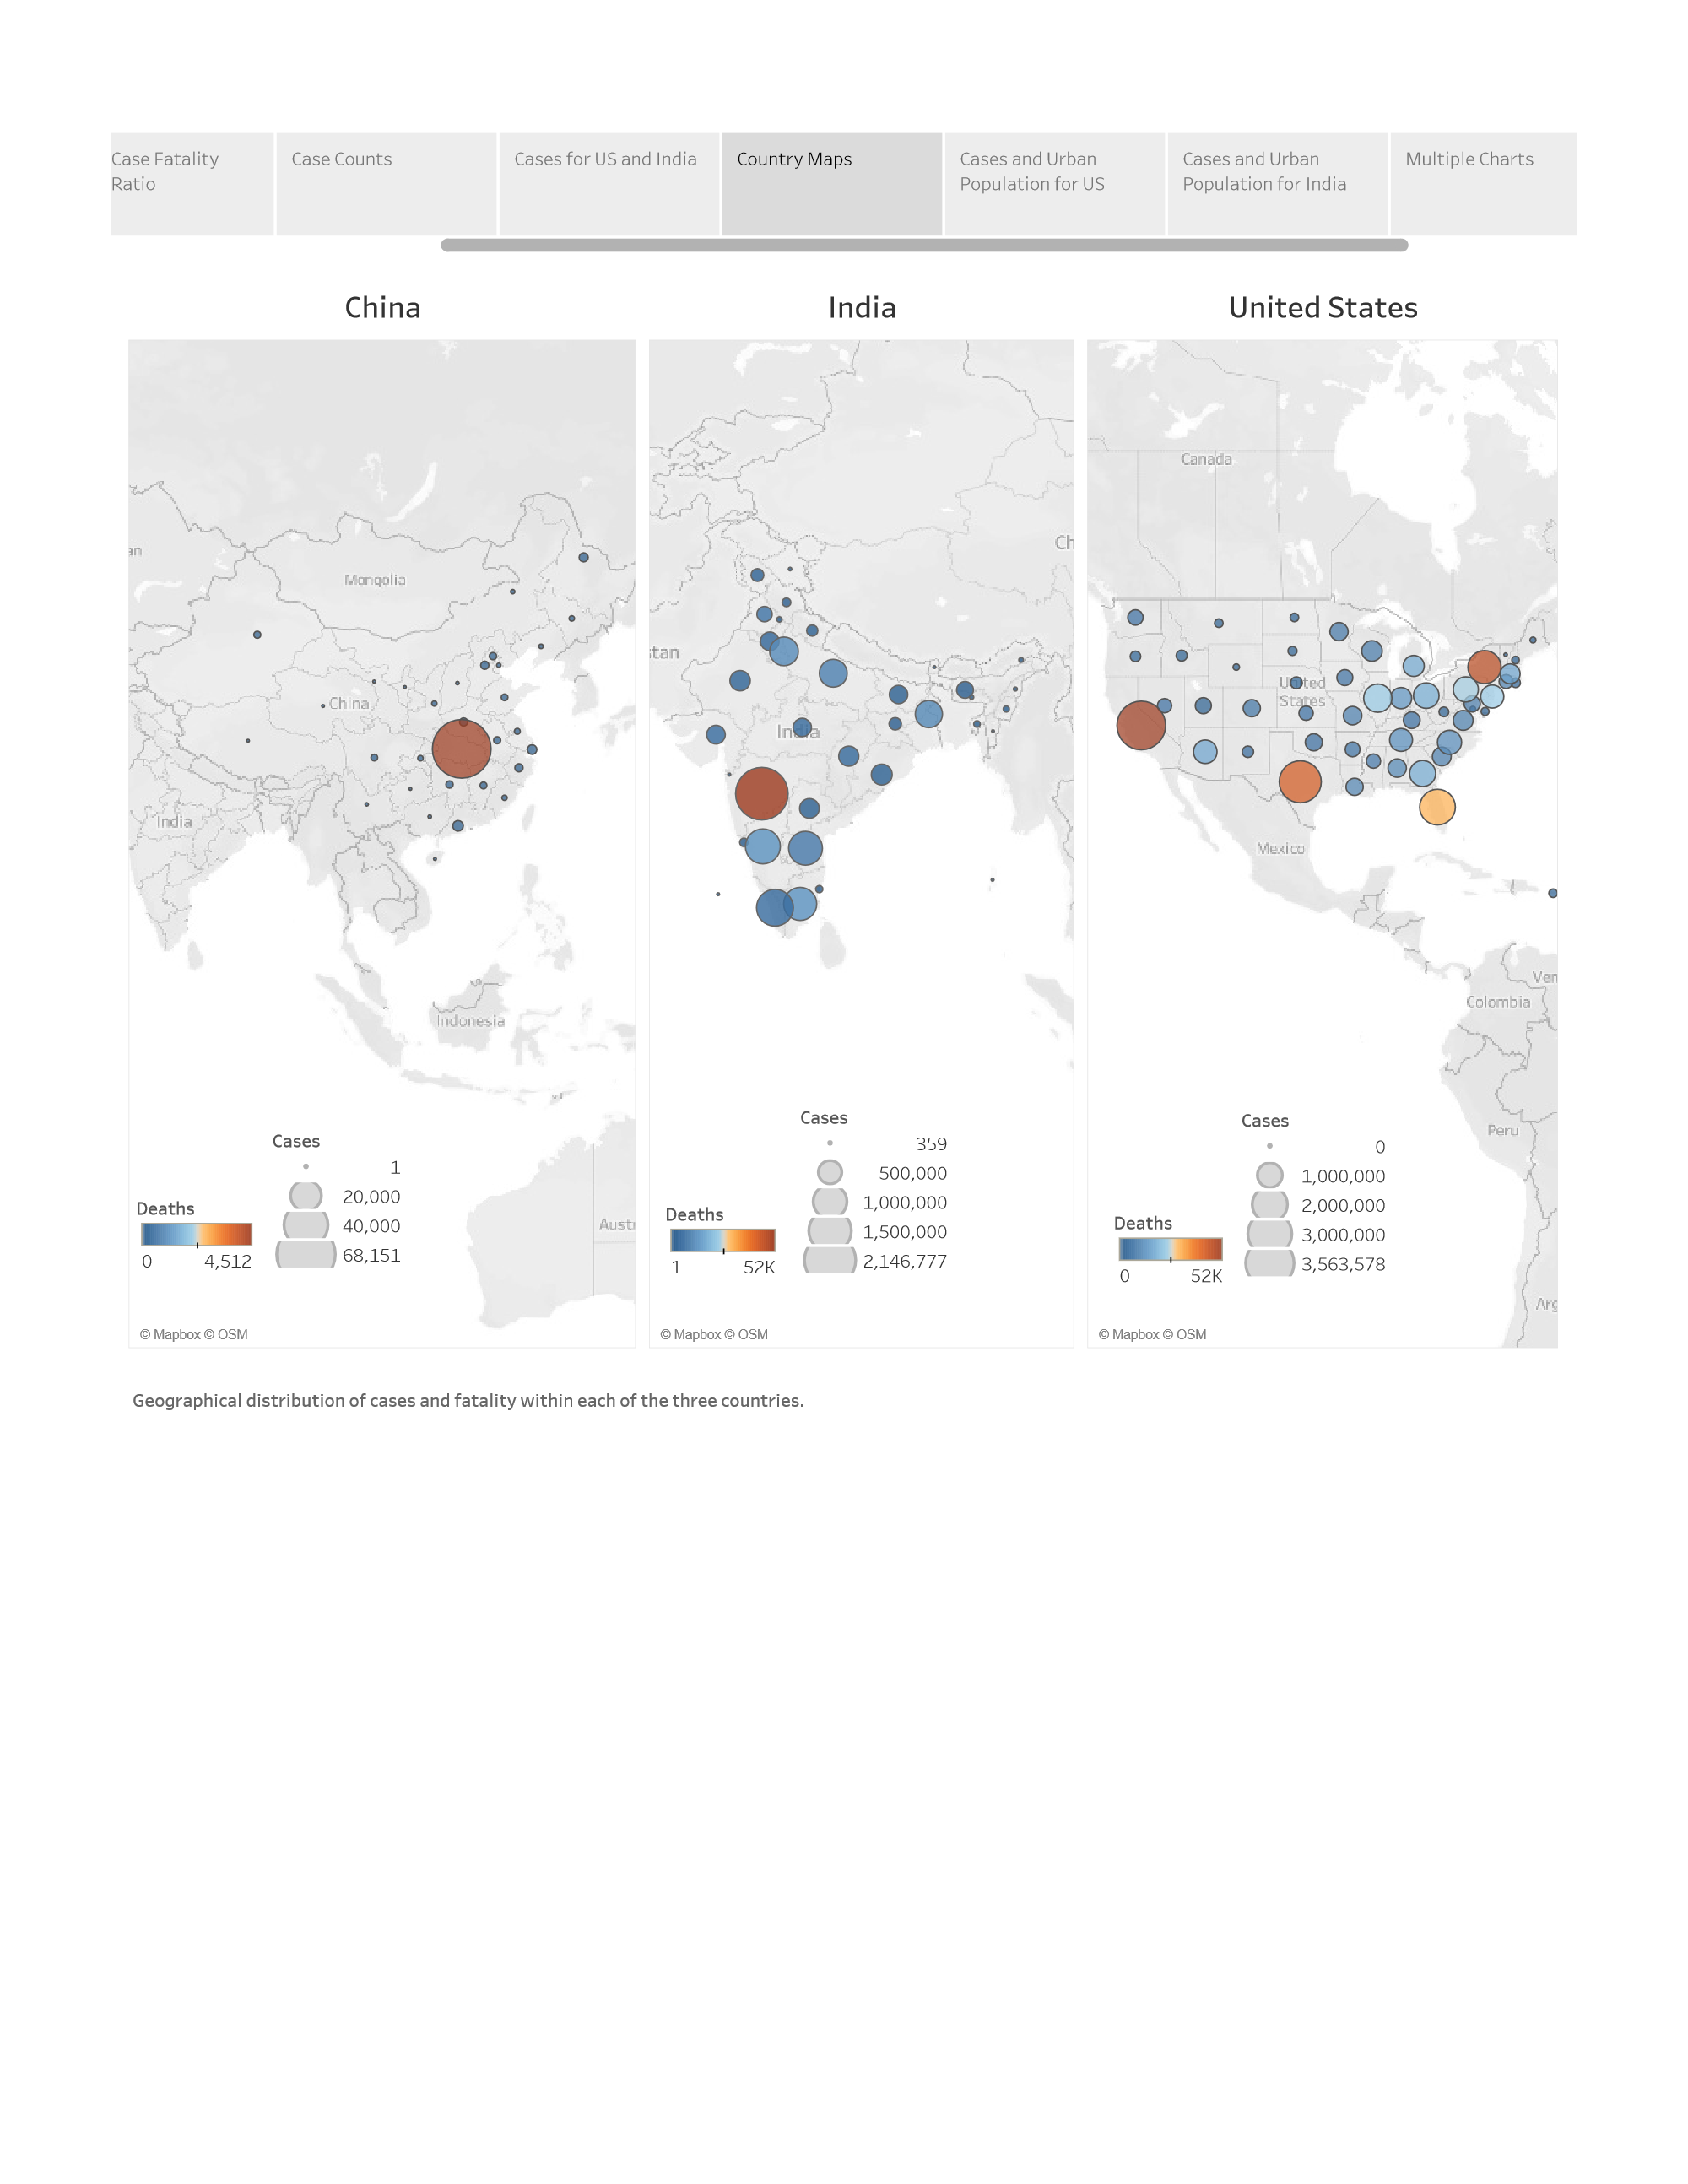 Case Fatality
Ratio
Case Counts
Cases for US and India
Country Maps
Cases and Urban
Population for US
Cases and Urban
Population for India
Multiple Charts
China
India
United States
an
Mongolia
China
India
Indonesia
Austr
Cases
1
20,000
40,000
68,151
Deaths
0
4,512
© Mapbox © OSM
Ch
stan
India
Cases
359
500,000
1,000,000
1,500,000
2,146,777
Deaths
1
52K
© Mapbox © OSM
Canada
United
States
Mexico
Ven
Colombia
Peru
Arg
Cases
0
1,000,000
2,000,000
3,000,000
3,563,578
Deaths
0
52K
© Mapbox © OSM
Geographical distribution of cases and fatality within each of the three countries.